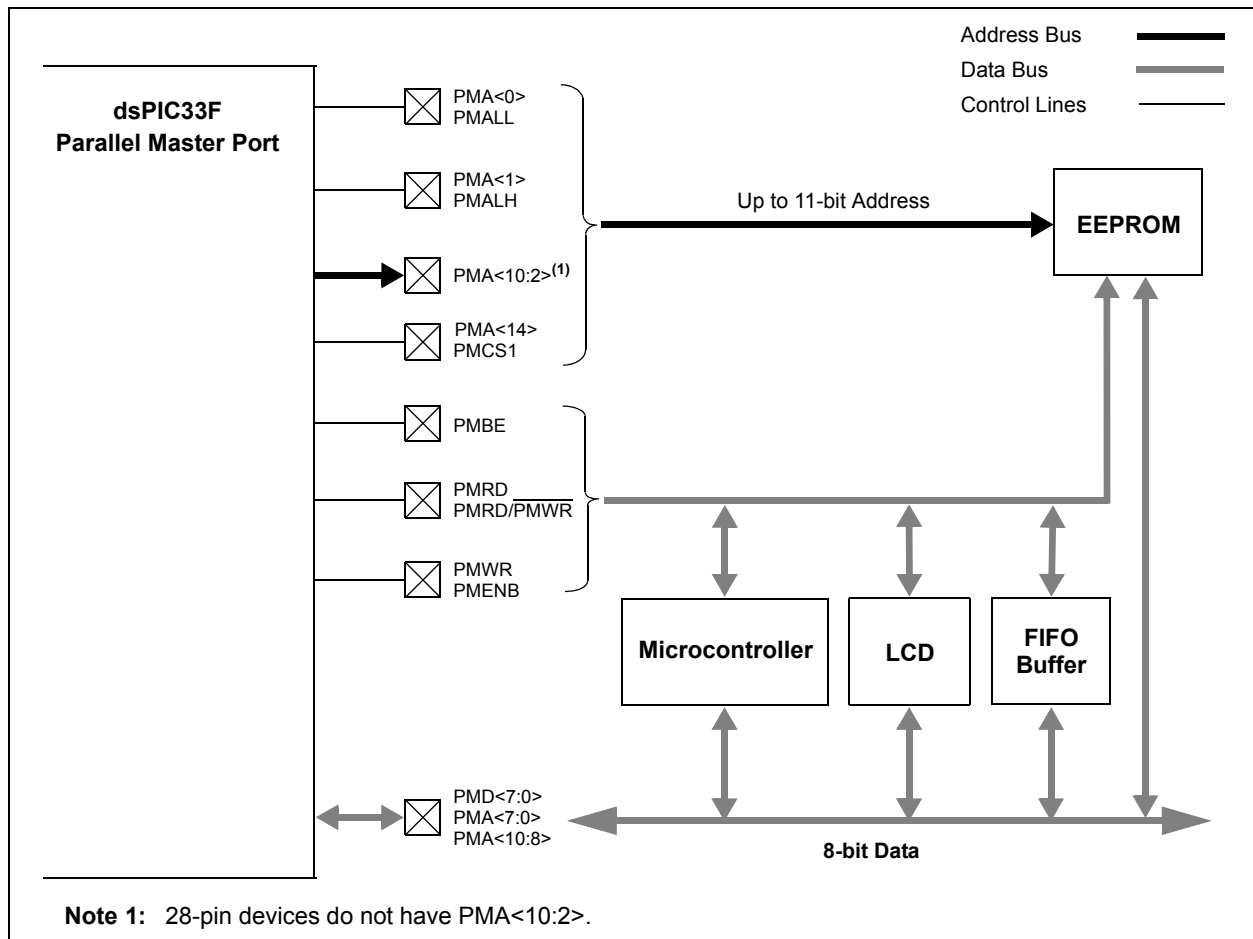 Address Bus
Data Bus
Control Lines
dsPIC33F
Parallel Master Port
PMA<0>
PMALL
PMA<1>
PMALH
PMA<10:2>(1)
PMA<14>
PMCS1
Up to 11-bit Address
EEPROM
PMBE
PMRD
PMRD/PMWR
PMWR
PMENB
Microcontroller
LCD
FIFO
Buffer
PMD<7:0>
PMA<7:0>
PMA<10:8>
8-bit Data
Note 1: 28-pin devices do not have PMA<10:2>.